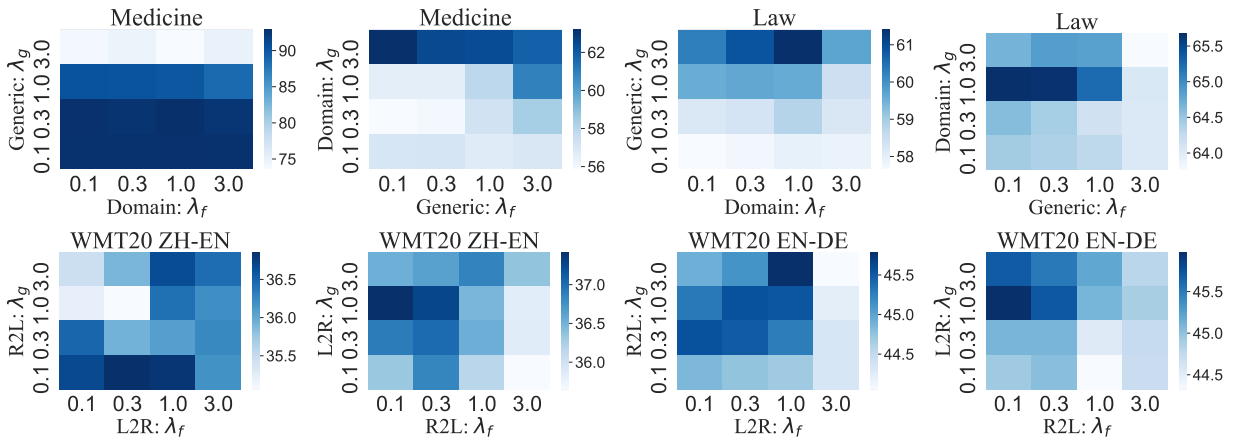 Medicine
Generic: λg
3.0
1.0
0.3
0.1
0.1 0.3 1.0 3.0
Domain: λf
90
85
80
75
Medicine
Domain: λg
3.0
1.0
0.3
0.1
0.1 0.3 1.0 3.0
Generic: λf
62
60
58
56
Law
Generic: λg
3.0
1.0
0.3
0.1
0.1 0.3 1.0 3.0
Domain: λf
61
60
59
58
Law
Domain: λg
3.0
1.0
0.3
0.1
0.1 0.3 1.0 3.0
Generic: λf
65.5
65.0
64.5
64.0
WMT20 ZH-EN
R2L: λg
3.0
1.0
0.3
0.1
0.1 0.3 1.0 3.0
L2R: λf
36.5
36.0
35.5
WMT20 ZH-EN
L2R: λg
3.0
1.0
0.3
0.1
0.1 0.3 1.0 3.0
R2L: λf
37.0
36.5
36.0
WMT20 EN-DE
R2L: λg
3.0
1.0
0.3
0.1
0.1 0.3 1.0 3.0
L2R: λf
45.5
45.0
44.5
WMT20 EN-DE
L2R: λg
3.0
1.0
0.3
0.1
0.1 0.3 1.0 3.0
R2L: λf
45.5
45.0
44.5